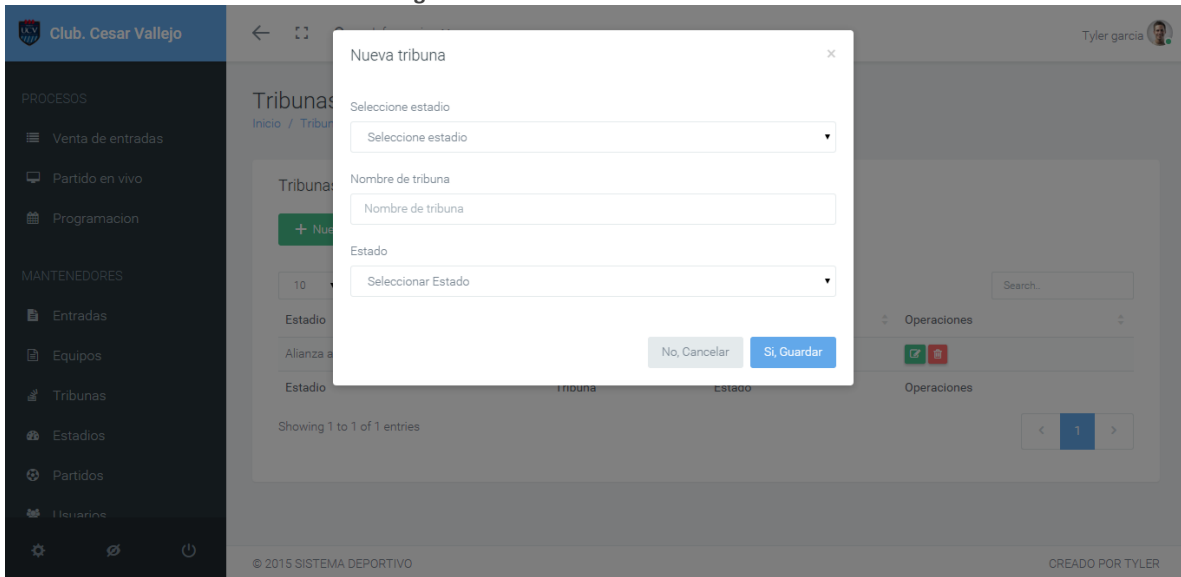 Club. Cesar Vallejo
Tyler garcia
PROCESOS
Venta de entradas
Partido en vivo
Programacion
MANTENEDORES
Entradas
Equipos
Tribunas
Estadios
Partidos
Usuarios
Tribunas
Inicio / Tribun
Tribunas
+ Nue
10
Search..
Estadio
Operaciones
Alianza a
Estadio
Tribuna
Estado
Operaciones
Showing 1 to 1 of 1 entries
<
1
>
Nueva tribuna
×
Seleccione estadio
Seleccione estadio
Nombre de tribuna
Nombre de tribuna
Estado
Seleccionar Estado
No, Cancelar
Si, Guardar
© 2015 SISTEMA DEPORTIVO
CREADO POR TYLER